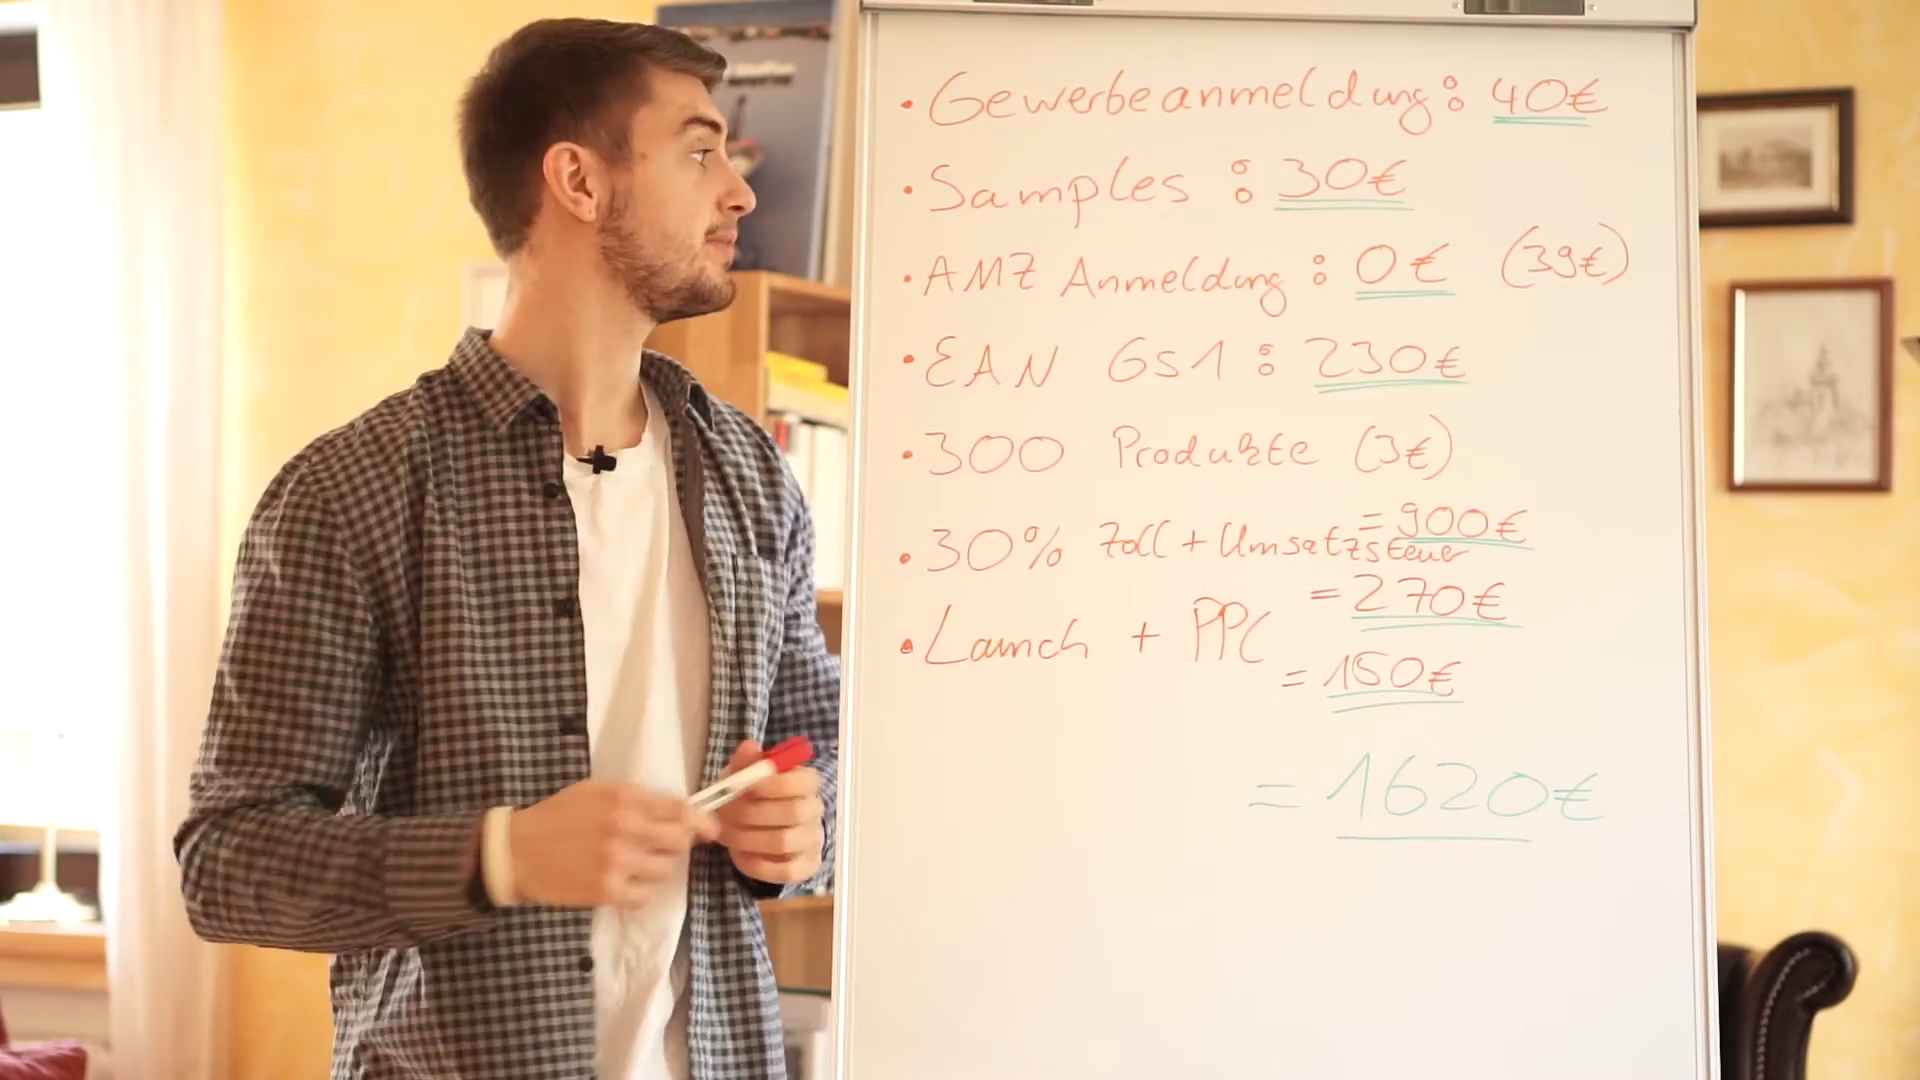 • Gewerbeanmeldung: 40€
• Samples: 30€
• AMZ Anmeldung: 0€ (39€)
• EAN GS1: 230€
• 300 Produkte (3€)
= 900€
• 30% Zoll + Umsatzsteuer
= 270€
• Launch + PPC
= 150€
= 1620€